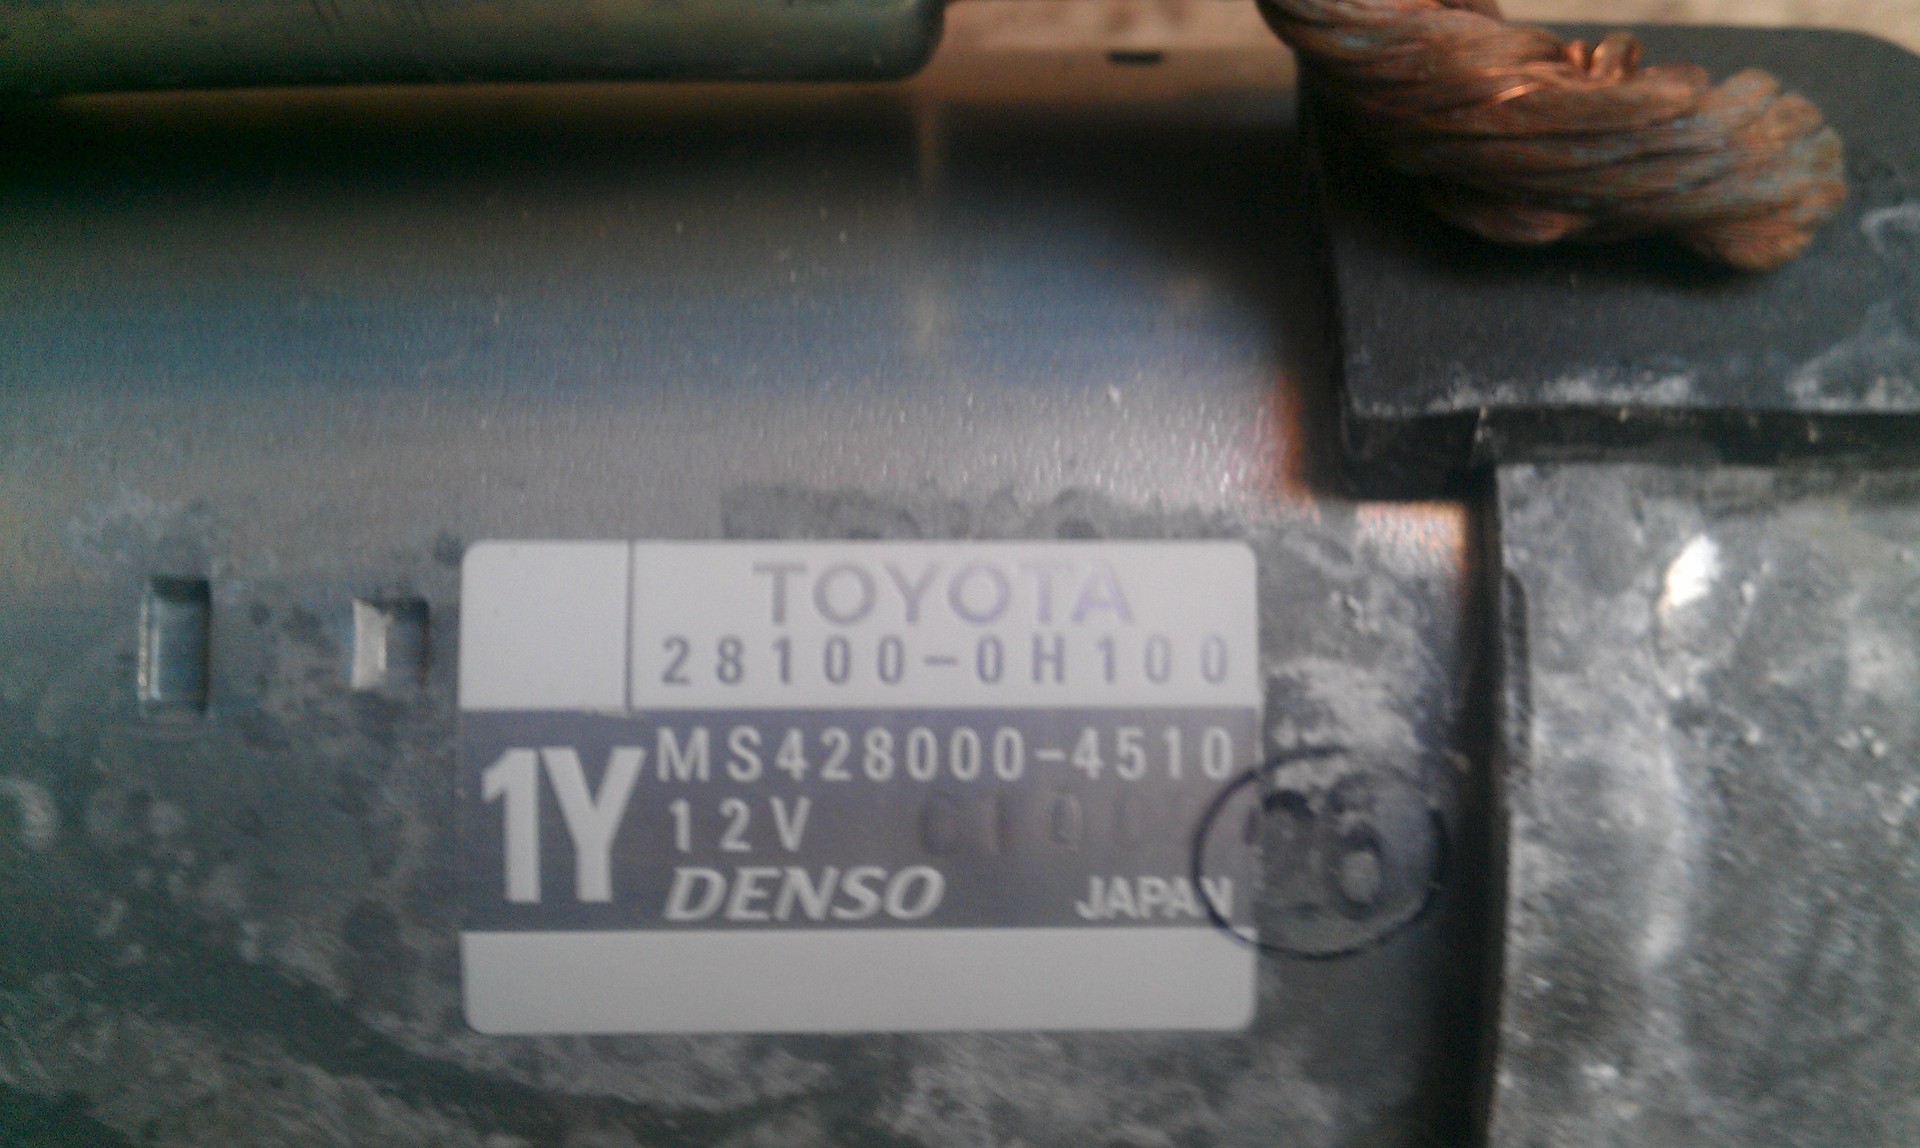 TOYOTA
28100-0H100
1Y
MS428000-4510
12V
DENSO
JAPAN